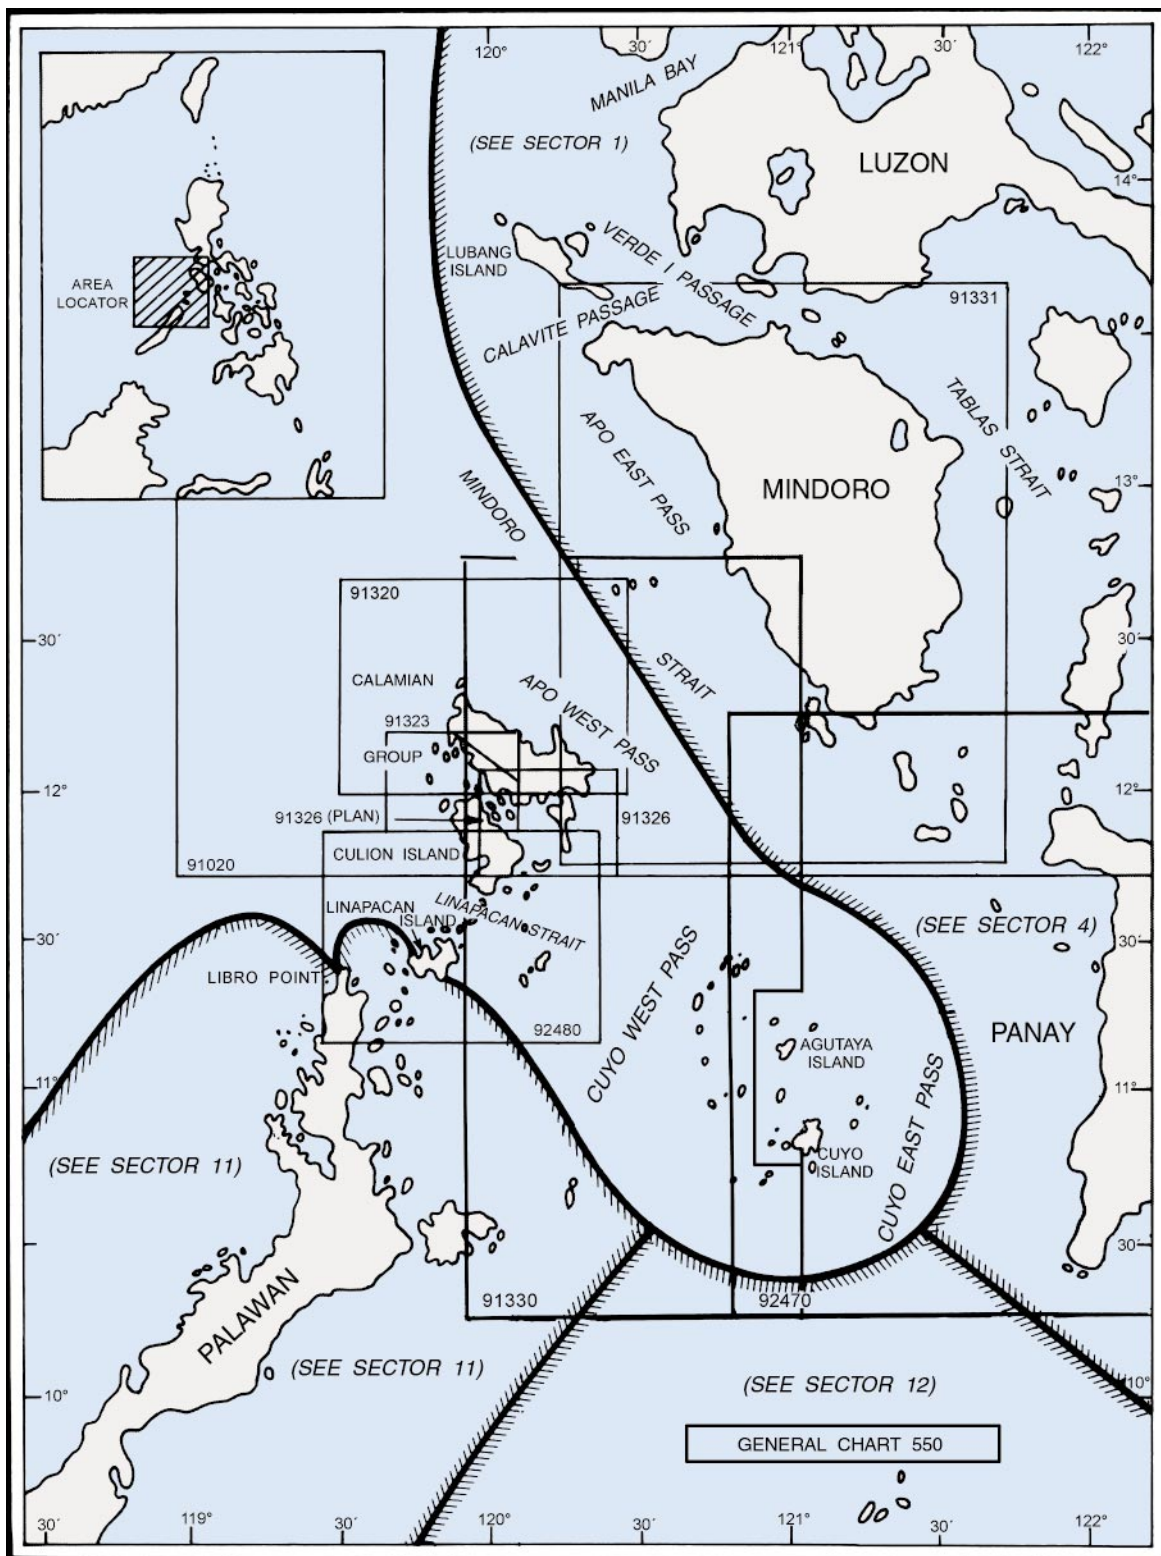 120°
30´
121°
30´
122°
MANILA BAY
(SEE SECTOR 1)
LUZON
14°
LUBANG
ISLAND
VERDE I PASSAGE
AREA
LOCATOR
91331
CALAVITE PASSAGE
TABLAS STRAIT
APO EAST PASS
MINDORO
MINDORO
13°
91320
30´
30´
STRAIT
CALAMIAN
APO WEST PASS
91323
GROUP
12°
12°
91326 (PLAN)
91326
CULION ISLAND
91020
LINAPACAN
ISLAND
LINAPACAN STRAIT
(SEE SECTOR 4)
30´
30´
LIBRO POINT
CUYO WEST PASS
92480
PANAY
AGUTAYA
ISLAND
11°
11°
CUYO EAST PASS
(SEE SECTOR 11)
CUYO
ISLAND
30´
PALAWAN
91330
92470
(SEE SECTOR 11)
(SEE SECTOR 12)
10°
10°
GENERAL CHART 550
30´
119°
30´
120°
30´
121°
30´
122°